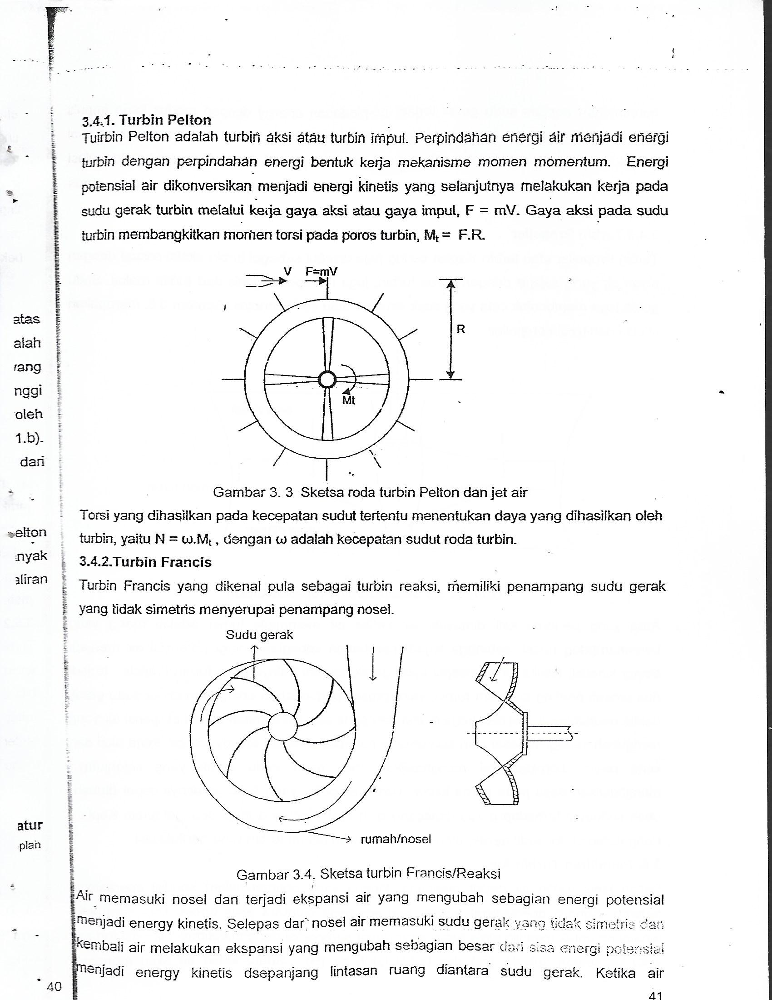 atas
alah
rang
nggi
oleh
1.b).
dari
elton
nyak
aliran
atur
plan
40
3.4.1. Turbin Pelton
Tuirbin Pelton adalah turbin aksi atau turbin impul. Perpindahan energi air menjadi energi
turbin dengan perpindahan energi bentuk kerja mekanisme momen momentum. Energi
potensial air dikonversikan menjadi energi kinetis yang selanjutnya melakukan kerja pada
sudu gerak turbin melalui kerja gaya aksi atau gaya impul, F = mV. Gaya aksi pada sudu
turbin membangkitkan momen torsi pada poros turbin, Mt = F.R.
V F=mV
R
Mt
Gambar 3. 3 Sketsa roda turbin Pelton dan jet air
Torsi yang dihasilkan pada kecepatan sudut tertentu menentukan daya yang dihasilkan oleh
turbin, yaitu N = ω.Mt , dengan ω adalah kecepatan sudut roda turbin.
3.4.2.Turbin Francis
Turbin Francis yang dikenal pula sebagai turbin reaksi, memiliki penampang sudu gerak
yang tidak simetris menyerupai penampang nosel.
Sudu gerak
rumah/nosel
Gambar 3.4. Sketsa turbin Francis/Reaksi
Air memasuki nosel dan terjadi ekspansi air yang mengubah sebagian energi potensial
menjadi energy kinetis. Selepas dari nosel air memasuki sudu gerak yang tidak simetris dan
kembali air melakukan ekspansi yang mengubah sebagian besar dari sisa energi potensial
menjadi energy kinetis dsepanjang lintasan ruang diantara sudu gerak. Ketika air
41